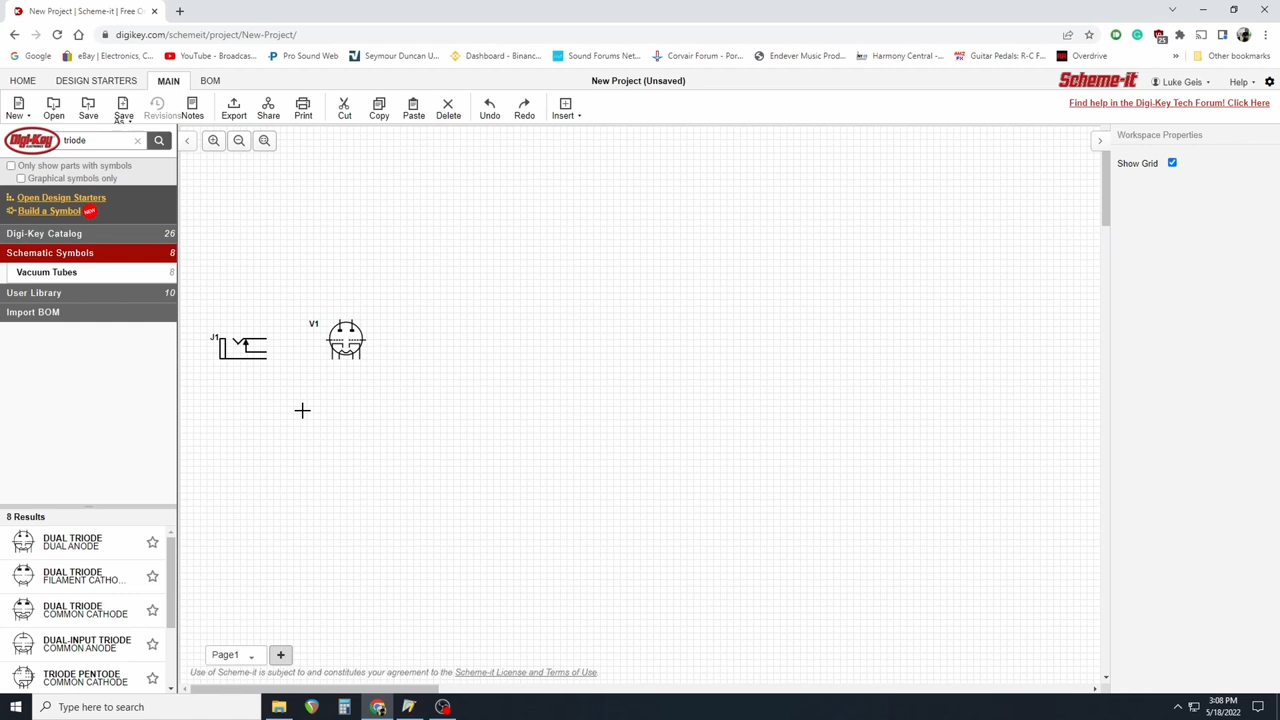 New Project | Scheme-it | Free O
digikey.com/schemeit/project/New-Project/
Google
eBay | Electronics, C...
YouTube - Broadcas...
Pro Sound Web
Seymour Duncan U...
Dashboard - Binanc...
Sound Forums Net...
Corvair Forum - Por...
Endever Music Prod...
Harmony Central -...
Guitar Pedals: R-C F...
Overdrive
»
Other bookmarks
HOME
DESIGN STARTERS
MAIN
BOM
New Project (Unsaved)
Scheme-it
Luke Geis
Help
New
Open
Save
Save As
Revisions
Notes
Export
Share
Print
Cut
Copy
Paste
Delete
Undo
Redo
Insert
Find help in the Digi-Key Tech Forum! Click Here
Digi-Key
ELECTRONICS
triode
Only show parts with symbols
Graphical symbols only
Open Design Starters
Build a Symbol NEW
Digi-Key Catalog 26
Schematic Symbols 8
Vacuum Tubes 8
User Library 10
Import BOM
Workspace Properties
Show Grid
J1
V1
8 Results
DUAL TRIODE
DUAL ANODE
DUAL TRIODE
FILAMENT CATHO...
DUAL TRIODE
COMMON CATHODE
DUAL-INPUT TRIODE
COMMON ANODE
TRIODE PENTODE
COMMON CATHODE
Page1
+
Use of Scheme-it is subject to and constitutes your agreement to the Scheme-it License and Terms of Use.
Type here to search
3:08 PM
5/18/2022